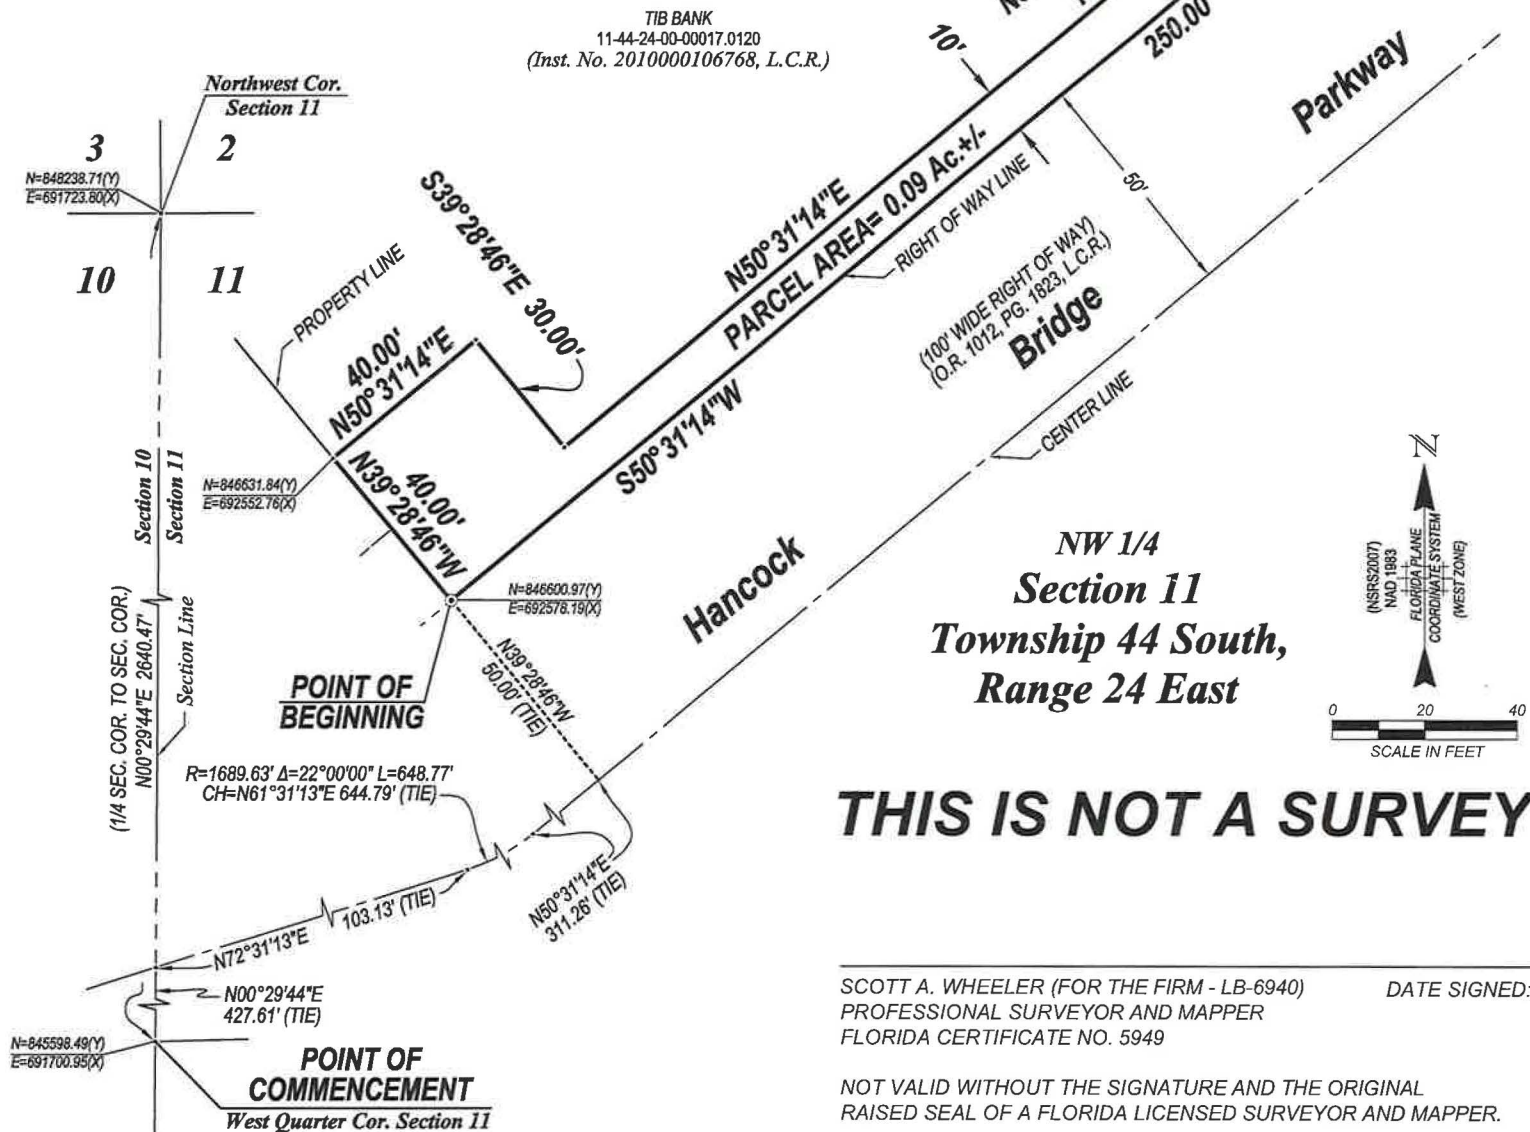 TIB BANK
11-44-24-00-00017.0120
(Inst. No. 2010000106768, L.C.R.)
10'
250.00
Parkway
Northwest Cor.
Section 11
3
2
N=848238.71(Y)
E=691723.80(X)
10
11
PROPERTY LINE
S39°28'46"E 30.00'
40.00'
N50°31'14"E
N50°31'14"E
PARCEL AREA= 0.09 Ac.+/-
RIGHT OF WAY LINE
50'
(100' WIDE RIGHT OF WAY)
(O.R. 1012, PG. 1823, L.C.R.)
Bridge
CENTER LINE
S50°31'14"W
Section 10
Section 11
N=846631.84(Y)
E=692552.76(X)
40.00'
N39°28'46"W
N=846600.97(Y)
E=692578.19(X)
Hancock
NW 1/4
Section 11
Township 44 South,
Range 24 East
N
(NSRS2007)
NAD 1983
FLORIDA PLANE
COORDINATE SYSTEM
(WEST ZONE)
0 20 40
SCALE IN FEET
(1/4 SEC. COR. TO SEC. COR.)
N00°29'44"E 2640.47'
Section Line
POINT OF
BEGINNING
N39°28'46"W
50.00' (TIE)
R=1689.63' Δ=22°00'00" L=648.77'
CH=N61°31'13"E 644.79' (TIE)
THIS IS NOT A SURVEY
N50°31'14"E
311.26' (TIE)
N72°31'13"E
103.13' (TIE)
N00°29'44"E
427.61' (TIE)
N=845598.49(Y)
E=691700.95(X)
POINT OF
COMMENCEMENT
West Quarter Cor. Section 11
SCOTT A. WHEELER (FOR THE FIRM - LB-6940) DATE SIGNED:
PROFESSIONAL SURVEYOR AND MAPPER
FLORIDA CERTIFICATE NO. 5949
NOT VALID WITHOUT THE SIGNATURE AND THE ORIGINAL
RAISED SEAL OF A FLORIDA LICENSED SURVEYOR AND MAPPER.